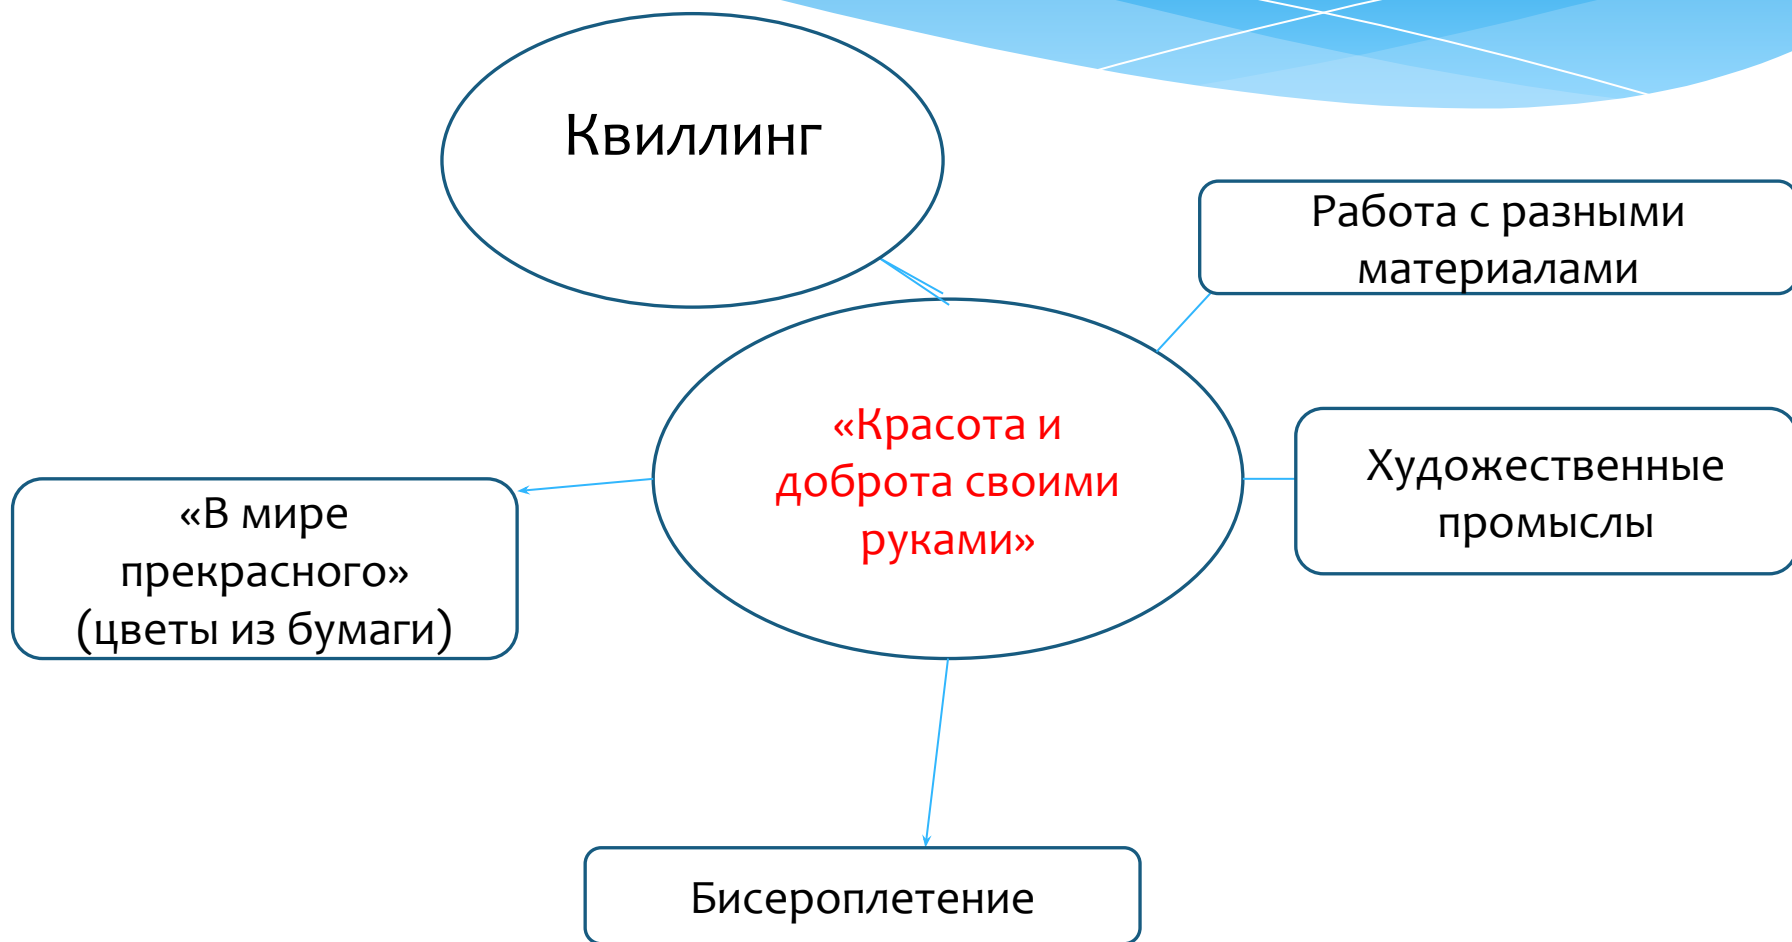 Квиллинг
Работа с разными
материалами
«Красота и
доброта своими
руками»
Художественные
промыслы
«В мире
прекрасного»
(цветы из бумаги)
Бисероплетение